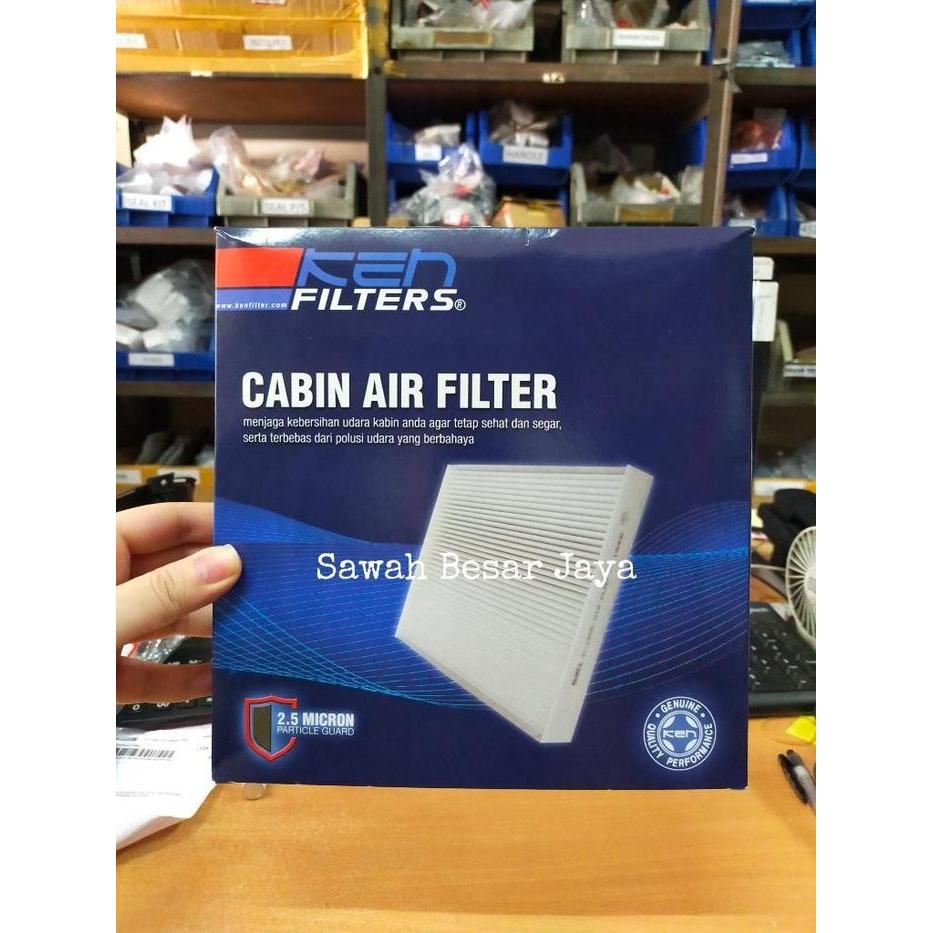 HANDLE
SEAL KIT
SEAL P/S
Ken
FILTERS®
www.kenfilter.com
CABIN AIR FILTER
menjaga kebersihan udara kabin anda agar tetap sehat dan segar,
serta terbebas dari polusi udara yang berbahaya
Sawah Besar Jaya
2.5 MICRON
PARTICLE GUARD
GENUINE
Ken
QUALITY PERFORMANCE